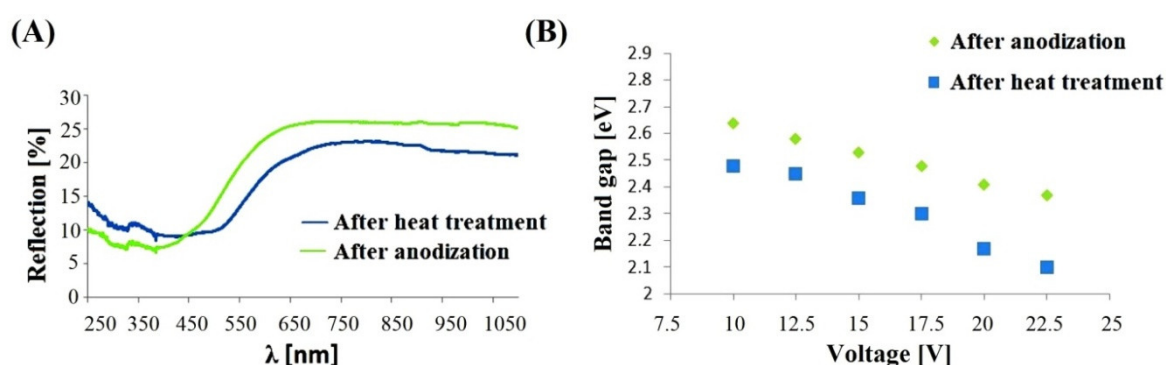 (A)
Reflection [%]
30
25
20
15
10
5
0
250 350 450 550 650 750 850 950 1050
λ [nm]
After heat treatment
After anodization
(B)
Band gap [eV]
2.9
2.8
2.7
2.6
2.5
2.4
2.3
2.2
2.1
2
7.5 10 12.5 15 17.5 20 22.5 25
Voltage [V]
After anodization
After heat treatment